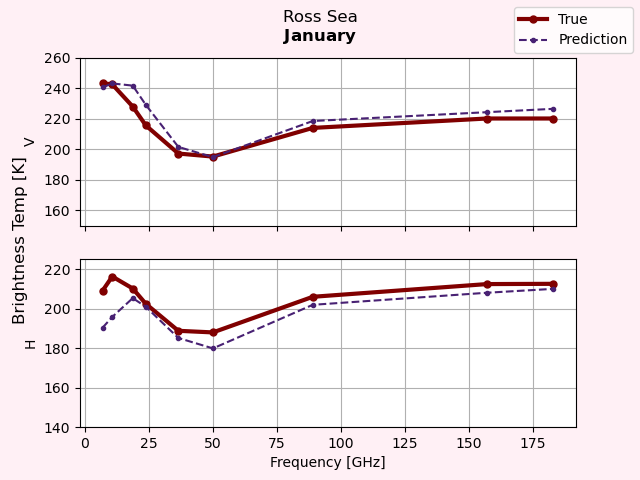 Ross Sea
January
True
Prediction
260
240
220
200
180
160
V
Brightness Temp [K]
220
200
180
160
140
H
0 25 50 75 100 125 150 175
Frequency [GHz]